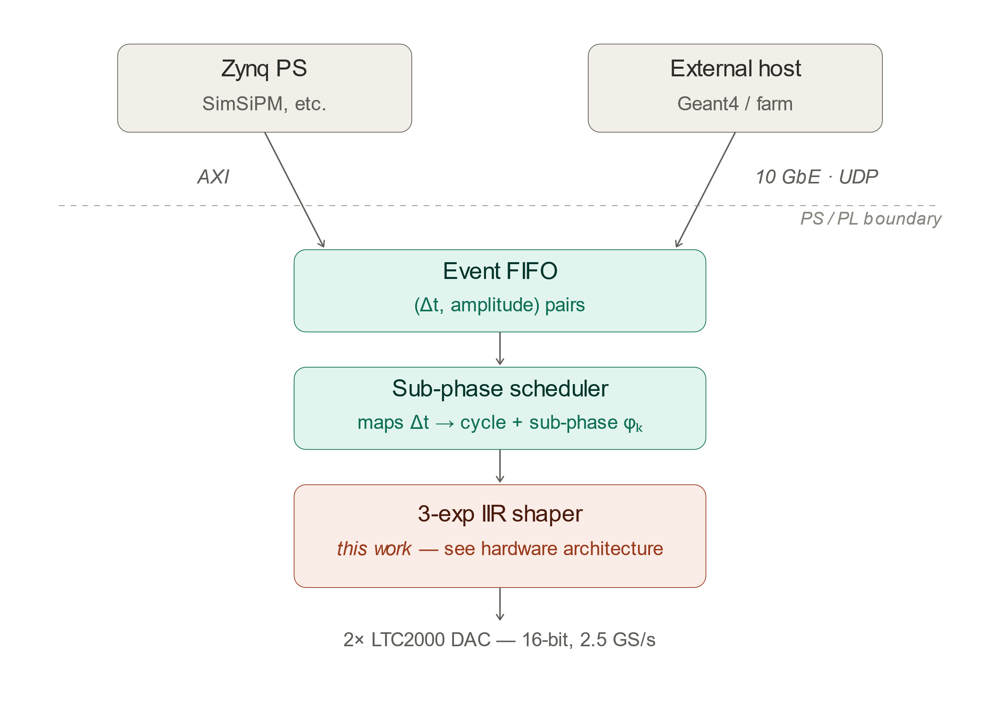 Zynq PS
SimSiPM, etc.
External host
Geant4 / farm
AXI
10 GbE · UDP
PS / PL boundary
Event FIFO
(Δt, amplitude) pairs
Sub-phase scheduler
maps Δt → cycle + sub-phase φₖ
3-exp IIR shaper
this work — see hardware architecture
2× LTC2000 DAC — 16-bit, 2.5 GS/s